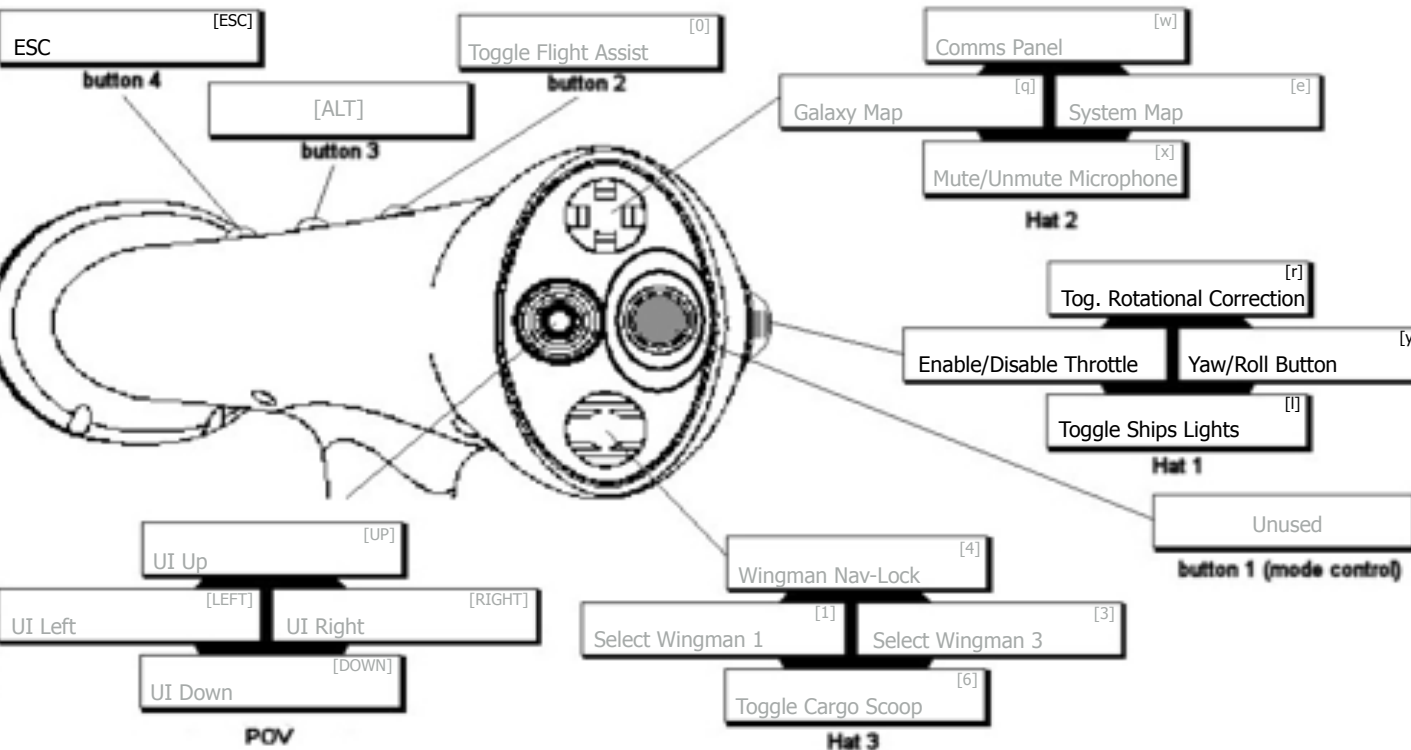 [ESC]
ESC
button 4
[ALT]
button 3
[0]
Toggle Flight Assist
button 2
[w]
Comms Panel
[q]
Galaxy Map
[e]
System Map
[x]
Mute/Unmute Microphone
Hat 2
[r]
Tog. Rotational Correction
Enable/Disable Throttle
[y
Yaw/Roll Button
[l]
Toggle Ships Lights
Hat 1
Unused
button 1 (mode control)
[UP]
UI Up
[LEFT]
UI Left
[RIGHT]
UI Right
[DOWN]
UI Down
POV
[4]
Wingman Nav-Lock
[1]
Select Wingman 1
[3]
Select Wingman 3
[6]
Toggle Cargo Scoop
Hat 3